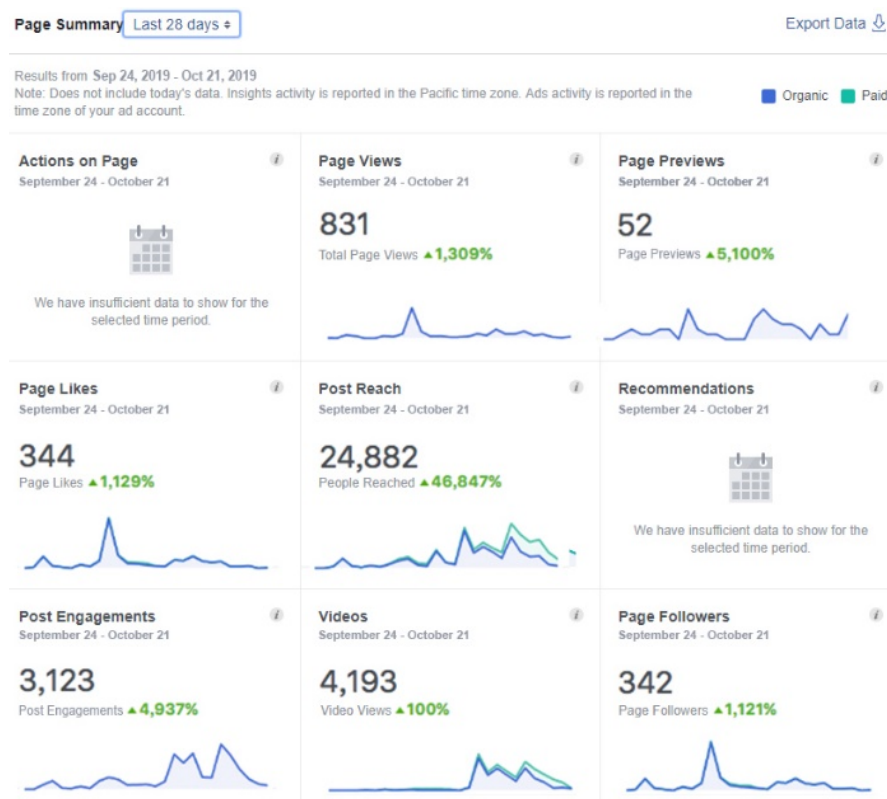 Page Summary Last 28 days
Export Data
Results from Sep 24, 2019 - Oct 21, 2019
Note: Does not include today's data. Insights activity is reported in the Pacific time zone. Ads activity is reported in the
time zone of your ad account.
Organic Paid
Actions on Page
September 24 - October 21
We have insufficient data to show for the
selected time period.
Page Views
September 24 - October 21
831
Total Page Views ▲1,309%
Page Previews
September 24 - October 21
52
Page Previews ▲5,100%
Page Likes
September 24 - October 21
344
Page Likes ▲1,129%
Post Reach
September 24 - October 21
24,882
People Reached ▲46,847%
Recommendations
September 24 - October 21
We have insufficient data to show for the
selected time period.
Post Engagements
September 24 - October 21
3,123
Post Engagements ▲4,937%
Videos
September 24 - October 21
4,193
Video Views ▲100%
Page Followers
September 24 - October 21
342
Page Followers ▲1,121%